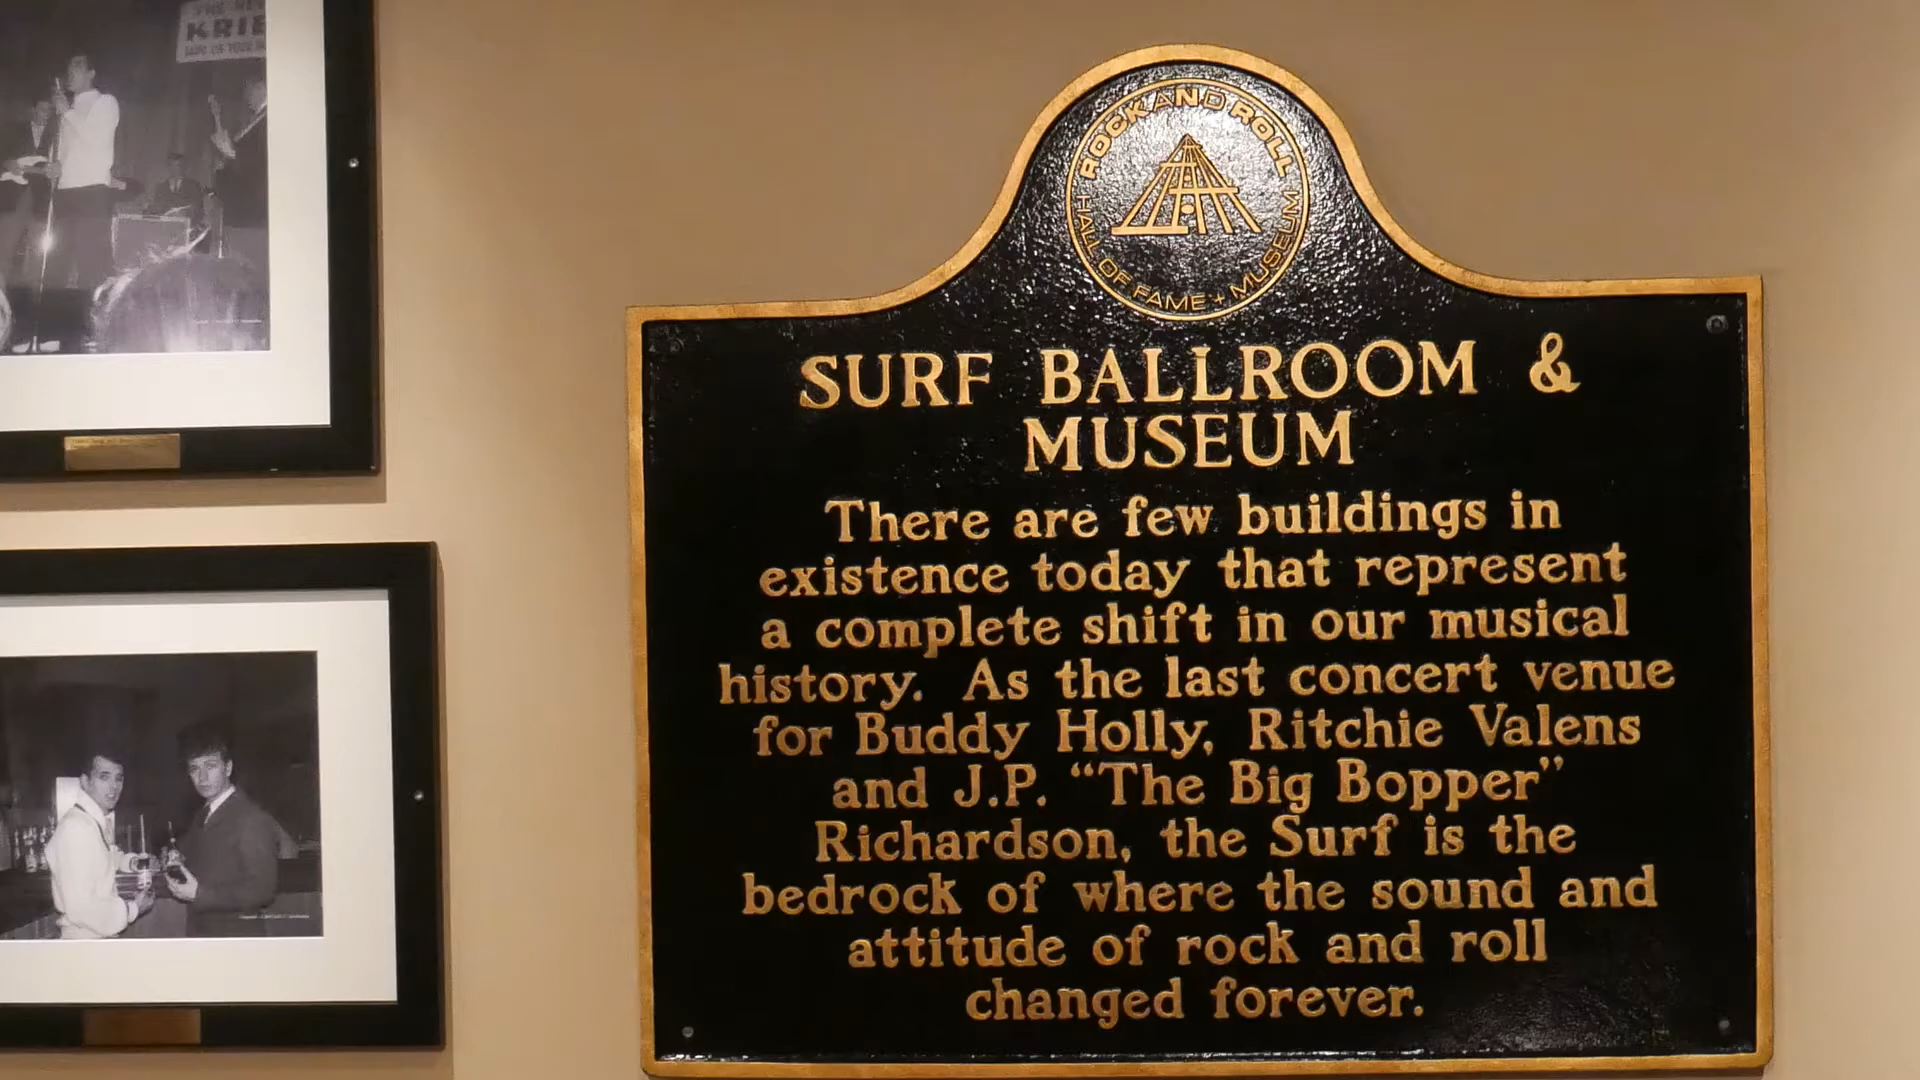 KRIE
ROCK AND ROLL
HALL OF FAME + MUSEUM
SURF BALLROOM &
MUSEUM
There are few buildings in
existence today that represent
a complete shift in our musical
history. As the last concert venue
for Buddy Holly, Ritchie Valens
and J.P. “The Big Bopper”
Richardson, the Surf is the
bedrock of where the sound and
attitude of rock and roll
changed forever.